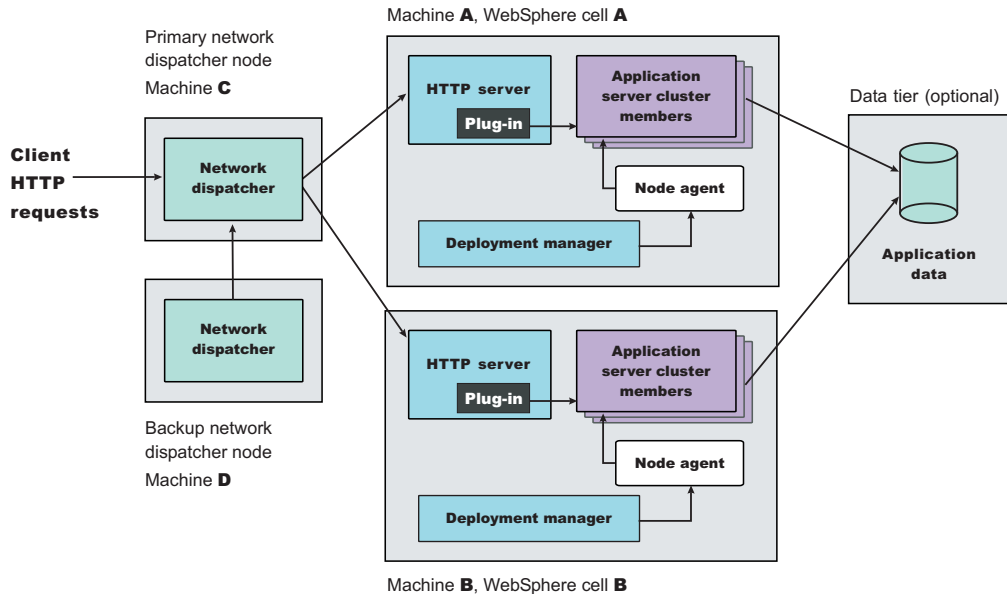 Machine A, WebSphere cell A
Primary network
dispatcher node
Machine C
Client
HTTP
requests
Network
dispatcher
Network
dispatcher
Backup network
dispatcher node
Machine D
HTTP server
Plug-in
Application
server cluster
members
Node agent
Deployment manager
HTTP server
Plug-in
Application
server cluster
members
Node agent
Deployment manager
Machine B, WebSphere cell B
Data tier (optional)
Application
data